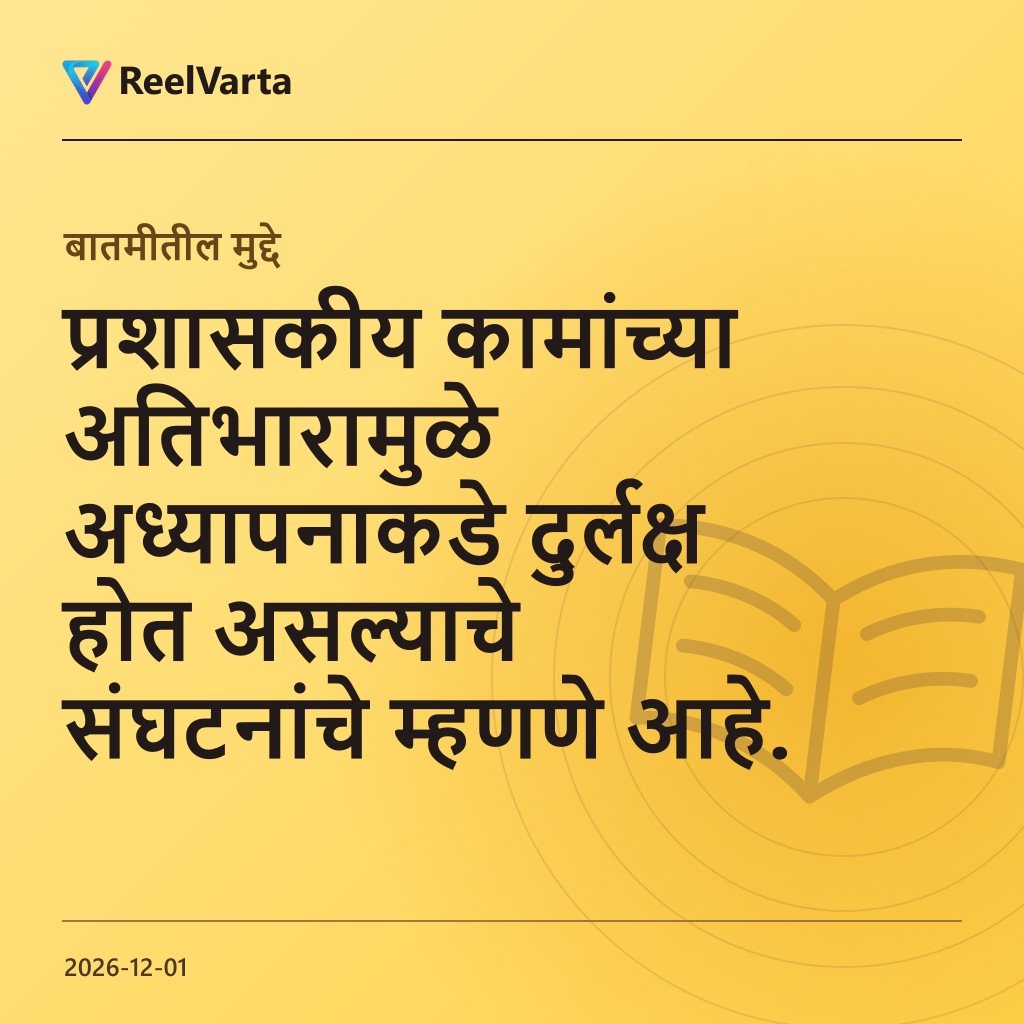 ReelVarta
बातमीतील मुद्दे
प्रशासकीय कामांच्या
अतिभारामुळे
अध्यापनाकडे दुर्लक्ष
होत असल्याचे
संघटनांचे म्हणणे आहे.
2026-12-01